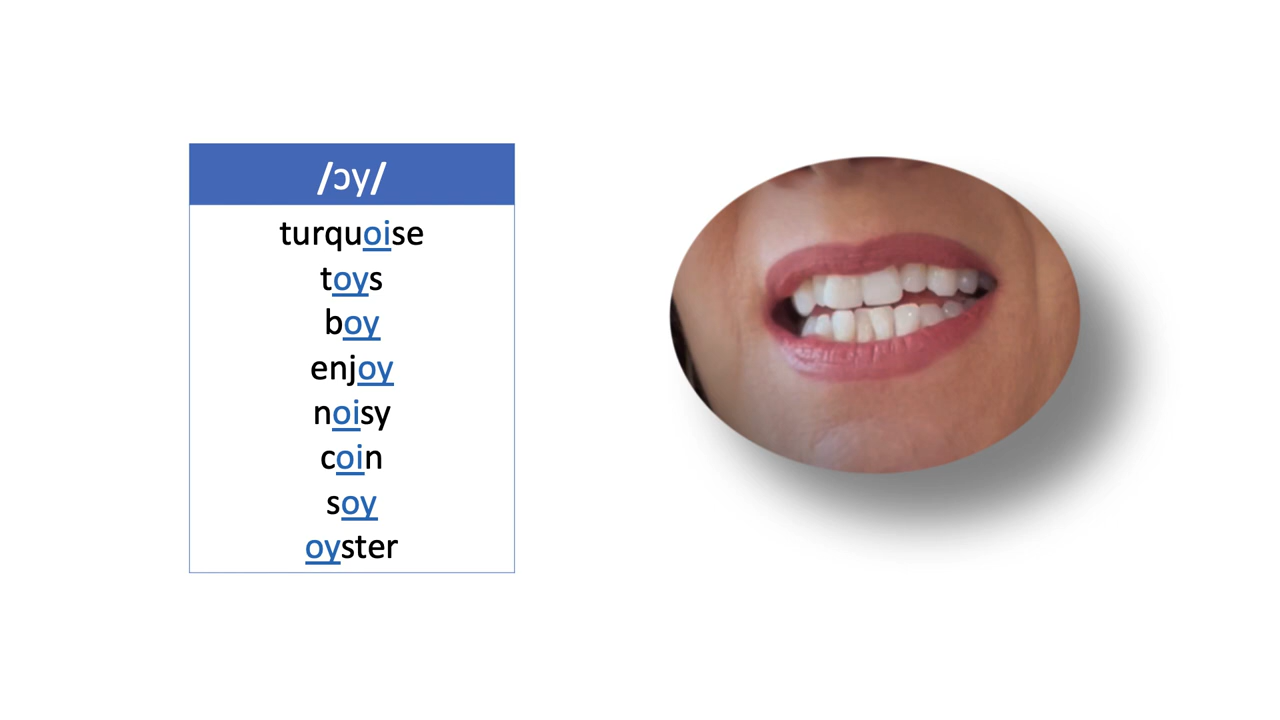 /ɔy/
turquoise
toys
boy
enjoy
noisy
coin
soy
oyster